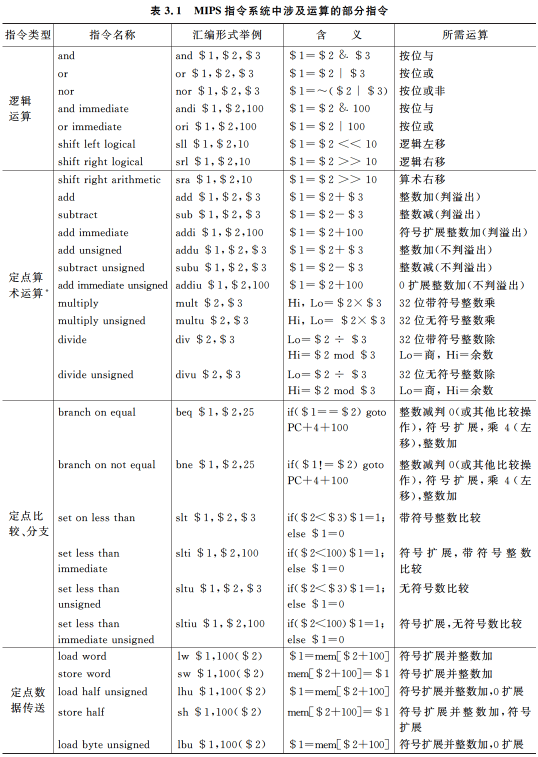 表 3.1 MIPS 指令系统中涉及运算的部分指令
指令类型 指令名称 汇编形式举例 含 义 所需运算
逻辑运算
and and $1,$2,$3 $1=$2 & $3 按位与
or or $1,$2,$3 $1=$2 | $3 按位或
nor nor $1,$2,$3 $1=~($2 | $3) 按位或非
and immediate andi $1,$2,100 $1=$2 & 100 按位与
or immediate ori $1,$2,100 $1=$2 | 100 按位或
shift left logical sll $1,$2,10 $1=$2 << 10 逻辑左移
shift right logical srl $1,$2,10 $1=$2 >> 10 逻辑右移
定点算术运算*
shift right arithmetic sra $1,$2,10 $1=$2 >> 10 算术右移
add add $1,$2,$3 $1=$2+$3 整数加(判溢出)
subtract sub $1,$2,$3 $1=$2-$3 整数减(判溢出)
add immediate addi $1,$2,100 $1=$2+100 符号扩展整数加(判溢出)
add unsigned addu $1,$2,$3 $1=$2+$3 整数加(不判溢出)
subtract unsigned subu $1,$2,$3 $1=$2-$3 整数减(不判溢出)
add immediate unsigned addiu $1,$2,100 $1=$2+100 0 扩展整数加(不判溢出)
multiply mult $2,$3 Hi, Lo=$2×$3 32 位带符号整数乘
multiply unsigned multu $2,$3 Hi, Lo= $2×$3 32 位无符号整数乘
divide div $2,$3 Lo=$2 ÷ $3 32 位带符号整数除
Hi=$2 mod $3 Lo=商, Hi=余数
divide unsigned divu $2,$3 Lo=$2 ÷ $3 32 位无符号整数除
Hi=$2 mod $3 Lo=商, Hi=余数
定点比较、分支
branch on equal beq $1,$2,25 if($1==$2) goto 整数减判 0(或其他比较操
PC+4+100 作),符号扩展,乘 4(左
移),整数加
branch on not equal bne $1,$2,25 if($1!=$2) goto 整数减判 0(或其他比较操
PC+4+100 作),符号扩展,乘 4(左
移),整数加
set on less than slt $1,$2,$3 if($2<$3)$1=1; 带符号整数比较
else $1=0
set less than slti $1,$2,100 if($2<100)$1=1; 符号扩展,带符号整数
immediate else $1=0 比较
set less than sltu $1,$2,$3 if($2<$3)$1=1; 无符号数比较
unsigned else $1=0
set less than sltiu $1,$2,100 if($2<100)$1=1; 符号扩展,无符号数比较
immediate unsigned else $1=0
定点数据传送
load word lw $1,100($2) $1=mem[$2+100] 符号扩展并整数加
store word sw $1,100($2) mem[$2+100]=$1 符号扩展并整数加
load half unsigned lhu $1,100($2) $1=mem[$2+100] 符号扩展并整数加,0 扩展
store half sh $1,100($2) mem[$2+100]=$1 符号扩展并整数加,符号
扩展
load byte unsigned lbu $1,100($2) $1=mem[$2+100] 符号扩展并整数加,0 扩展